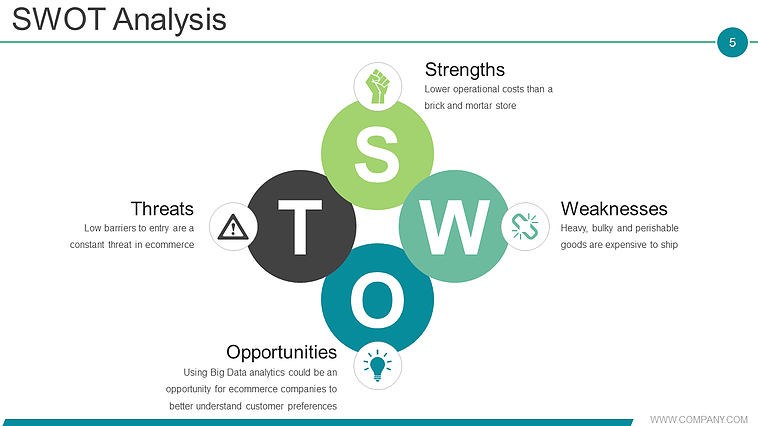 SWOT Analysis
5
Strengths
Lower operational costs than a
brick and mortar store
S
Threats
Low barriers to entry are a
constant threat in ecommerce
T
W
Weaknesses
Heavy, bulky and perishable
goods are expensive to ship
O
Opportunities
Using Big Data analytics could be an
opportunity for ecommerce companies to
better understand customer preferences
WWW.COMPANY.COM